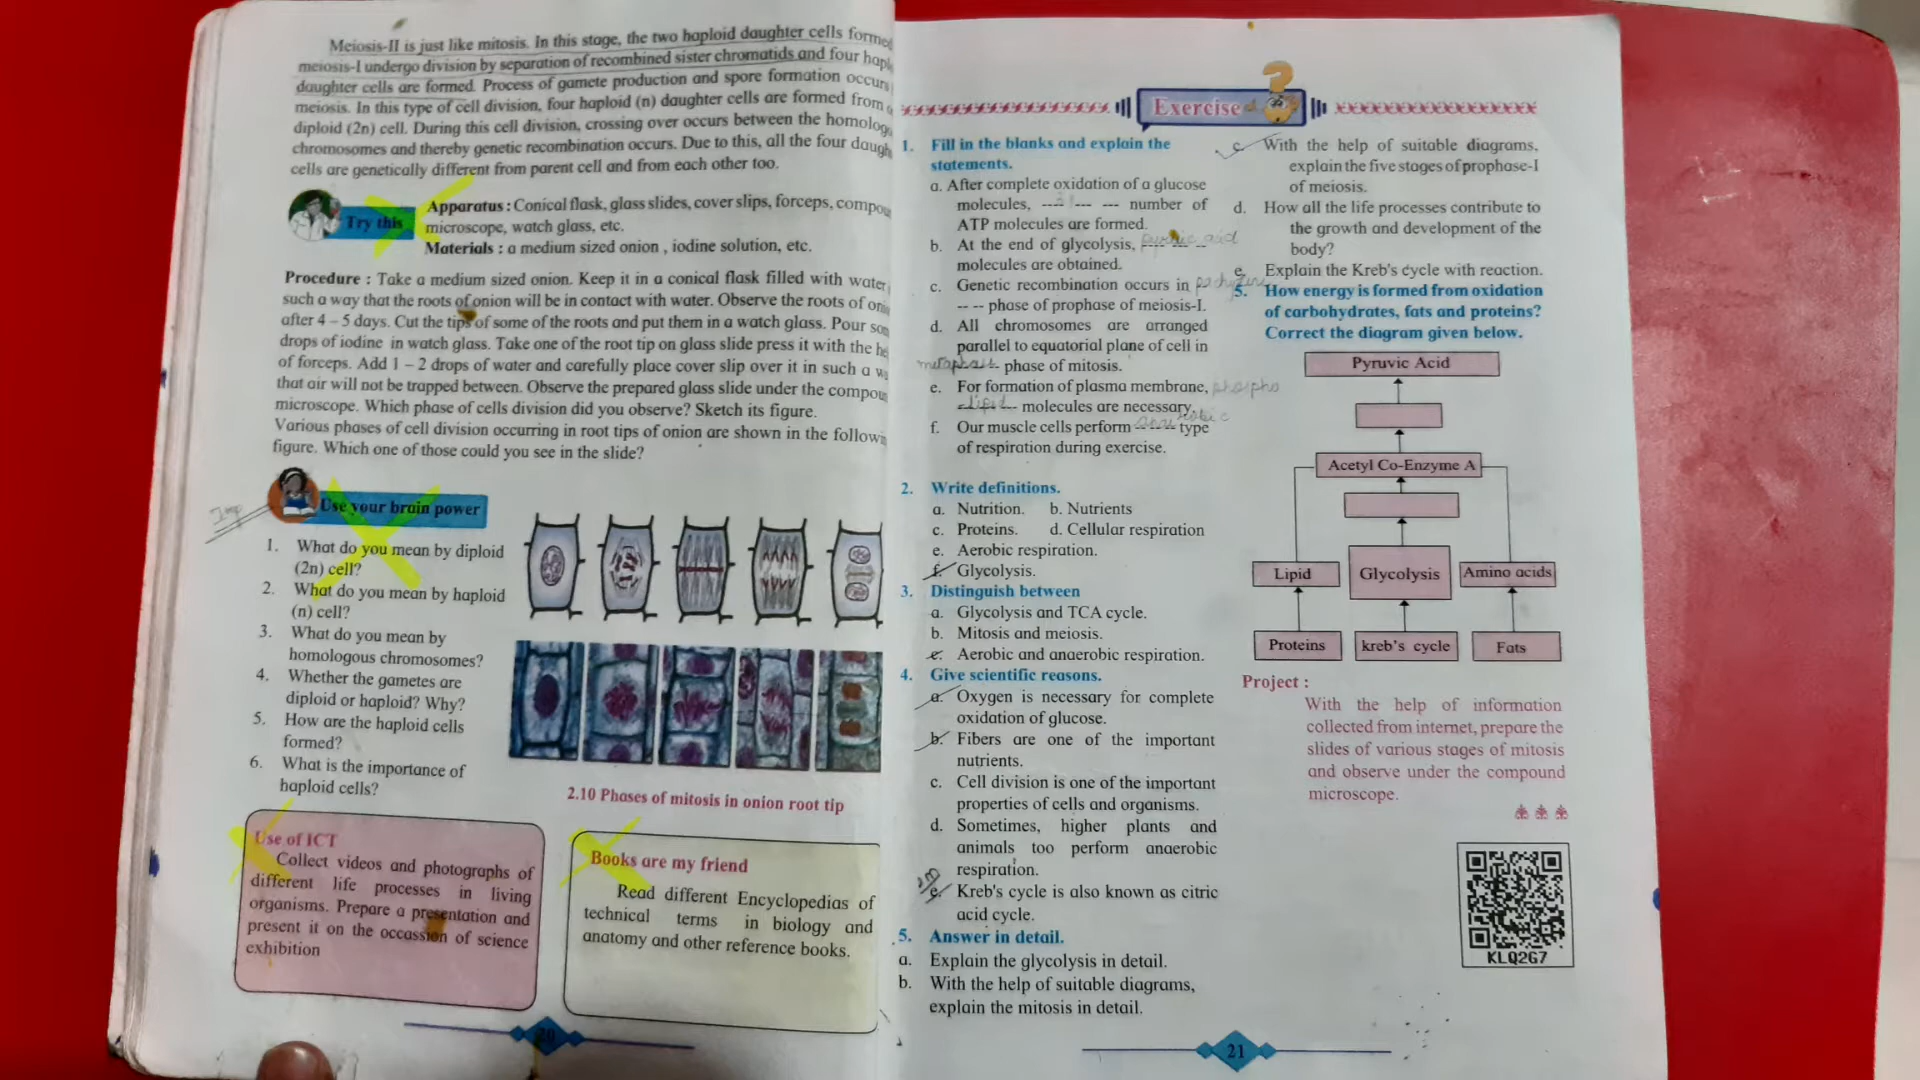 Meiosis-II is just like mitosis. In this stage, the two haploid daughter cells formed
meiosis-I undergo division by separation of recombined sister chromatids and four
daughter cells are formed. Process of gamete production and spore formation occurs
meiosis. In this type of cell division, four haploid (n) daughter cells are formed from
diploid (2n) cell. During this cell division, crossing over occurs between the
chromosomes and thereby genetic recombination occurs. Due to this, all the four
cells are genetically different from parent cell and from each other too.
Try this
Apparatus : Conical flask, glass slides, cover slips, forceps,
microscope, watch glass, etc.
Materials : a medium sized onion , iodine solution, etc.
Procedure : Take a medium sized onion. Keep it in a conical flask filled with water
such a way that the roots of onion will be in contact with water. Observe the roots of
after 4 – 5 days. Cut the tips of some of the roots and put them in a watch glass. Pour
drops of iodine in watch glass. Take one of the root tip on glass slide press it with the
of forceps. Add 1 – 2 drops of water and carefully place cover slip over it in such a
that air will not be trapped between. Observe the prepared glass slide under the
microscope. Which phase of cells division did you observe? Sketch its figure.
Various phases of cell division occurring in root tips of onion are shown in the
figure. Which one of those could you see in the slide?
Imp
Use your brain power
1. What do you mean by diploid
(2n) cell?
2. What do you mean by haploid
(n) cell?
3. What do you mean by
homologous chromosomes?
4. Whether the gametes are
diploid or haploid? Why?
5. How are the haploid cells
formed?
6. What is the importance of
haploid cells?
2.10 Phases of mitosis in onion root tip
Use of ICT
Collect videos and photographs of
different life processes in living
organisms. Prepare a presentation and
present it on the occassion of science
exhibition
Books are my friend
Read different Encyclopedias of
technical terms in biology and
anatomy and other reference books.
20
Exercise
1. Fill in the blanks and explain the
statements.
a. After complete oxidation of a glucose
molecules, ---- --- --- number of
ATP molecules are formed.
b. At the end of glycolysis, pyruvic acid
molecules are obtained.
c. Genetic recombination occurs in pachytene
-- -- phase of prophase of meiosis-I.
d. All chromosomes are arranged
parallel to equatorial plane of cell in
metaphase phase of mitosis.
e. For formation of plasma membrane, phospho
lipid molecules are necessary.
f. Our muscle cells perform anaerobic type
of respiration during exercise.
2. Write definitions.
a. Nutrition. b. Nutrients
c. Proteins. d. Cellular respiration
e. Aerobic respiration.
f. Glycolysis.
3. Distinguish between
a. Glycolysis and TCA cycle.
b. Mitosis and meiosis.
c. Aerobic and anaerobic respiration.
4. Give scientific reasons.
a. Oxygen is necessary for complete
oxidation of glucose.
b. Fibers are one of the important
nutrients.
c. Cell division is one of the important
properties of cells and organisms.
d. Sometimes, higher plants and
animals too perform anaerobic
respiration.
e. Kreb's cycle is also known as citric
acid cycle.
5. Answer in detail.
a. Explain the glycolysis in detail.
b. With the help of suitable diagrams,
explain the mitosis in detail.
c. With the help of suitable diagrams,
explain the five stages of prophase-I
of meiosis.
d. How all the life processes contribute to
the growth and development of the
body?
e. Explain the Kreb's cycle with reaction.
5. How energy is formed from oxidation
of carbohydrates, fats and proteins?
Correct the diagram given below.
Pyruvic Acid
Acetyl Co-Enzyme A
Lipid
Glycolysis
Amino acids
Proteins
kreb's cycle
Fats
Project :
With the help of information
collected from internet, prepare the
slides of various stages of mitosis
and observe under the compound
microscope.
KLQ2G7
21